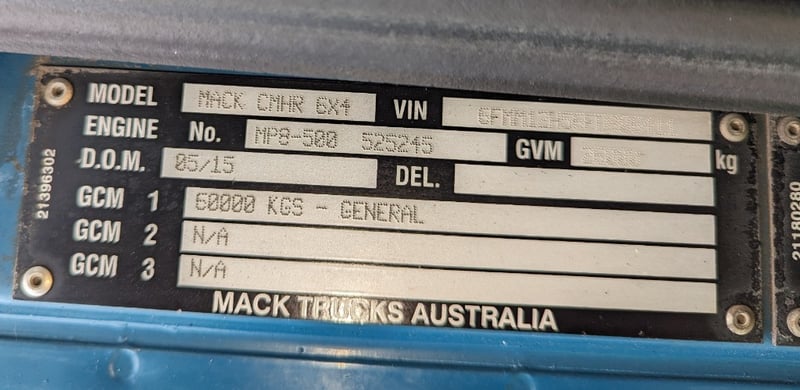 MODEL MACK CMHR 6X4 VIN
ENGINE No. MP8-500 525245 GVM kg
D.O.M. 05/15 DEL.
GCM 1 60000 KGS - GENERAL
GCM 2 N/A
GCM 3 N/A
MACK TRUCKS AUSTRALIA
21396302
21180280